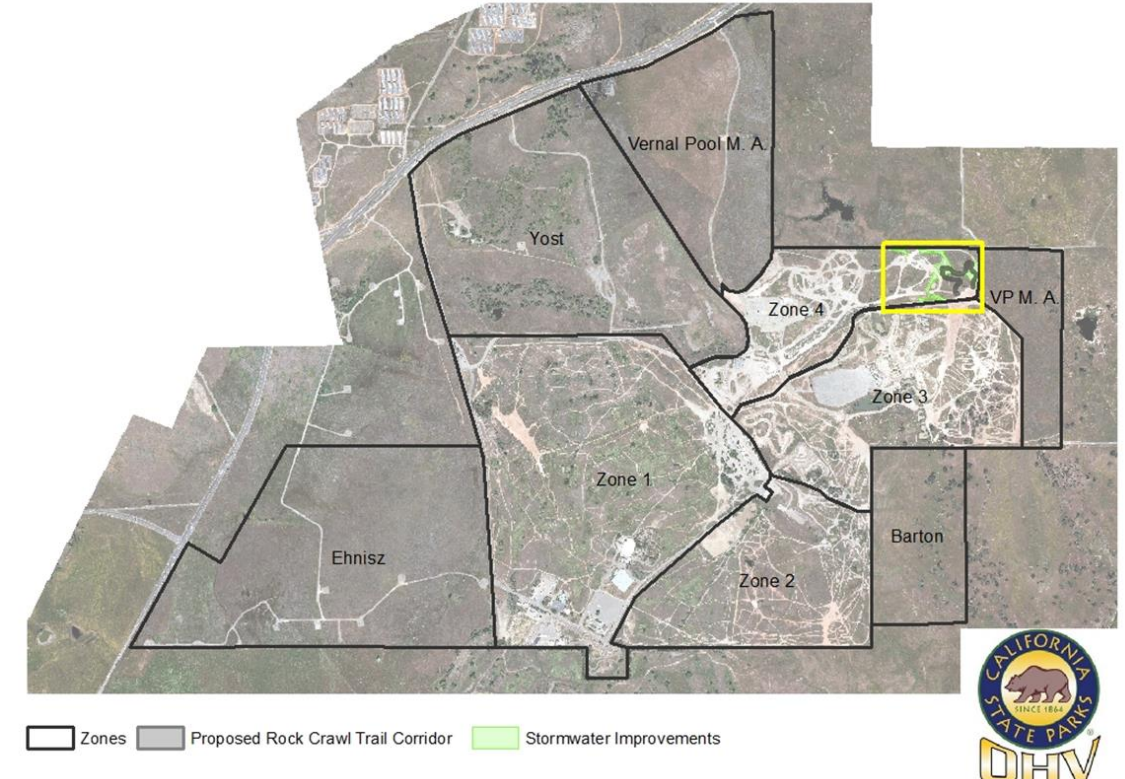 Vernal Pool M. A.
Yost
Zone 4
VP M. A.
Zone 3
Zone 1
Barton
Ehnisz
Zone 2
CALIFORNIA
SINCE 1864
STATE PARKS
OHV
Zones
Proposed Rock Crawl Trail Corridor
Stormwater Improvements